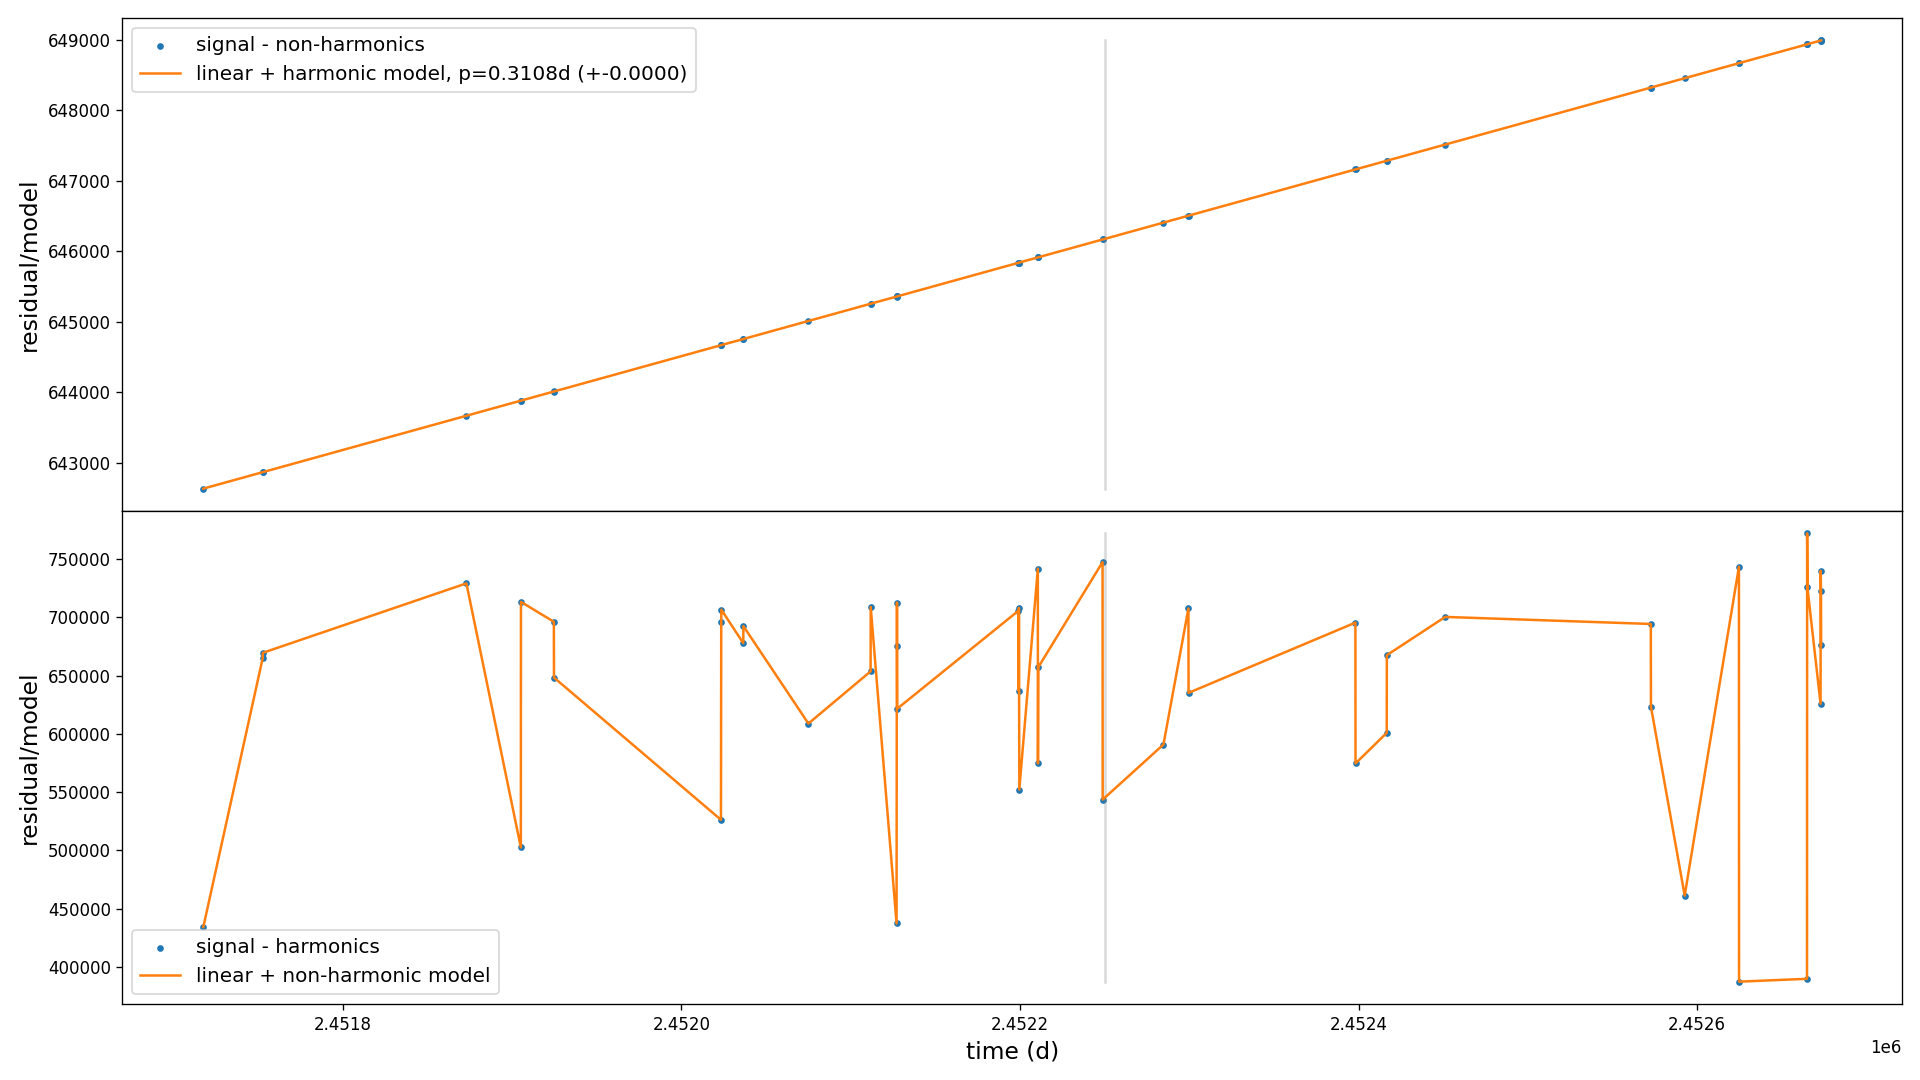 649000
648000
647000
646000
645000
644000
643000
residual/model
signal - non-harmonics
linear + harmonic model, p=0.3108d (+-0.0000)
750000
700000
650000
600000
550000
500000
450000
400000
residual/model
signal - harmonics
linear + non-harmonic model
2.4518 2.4520 2.4522 2.4524 2.4526
1e6
time (d)